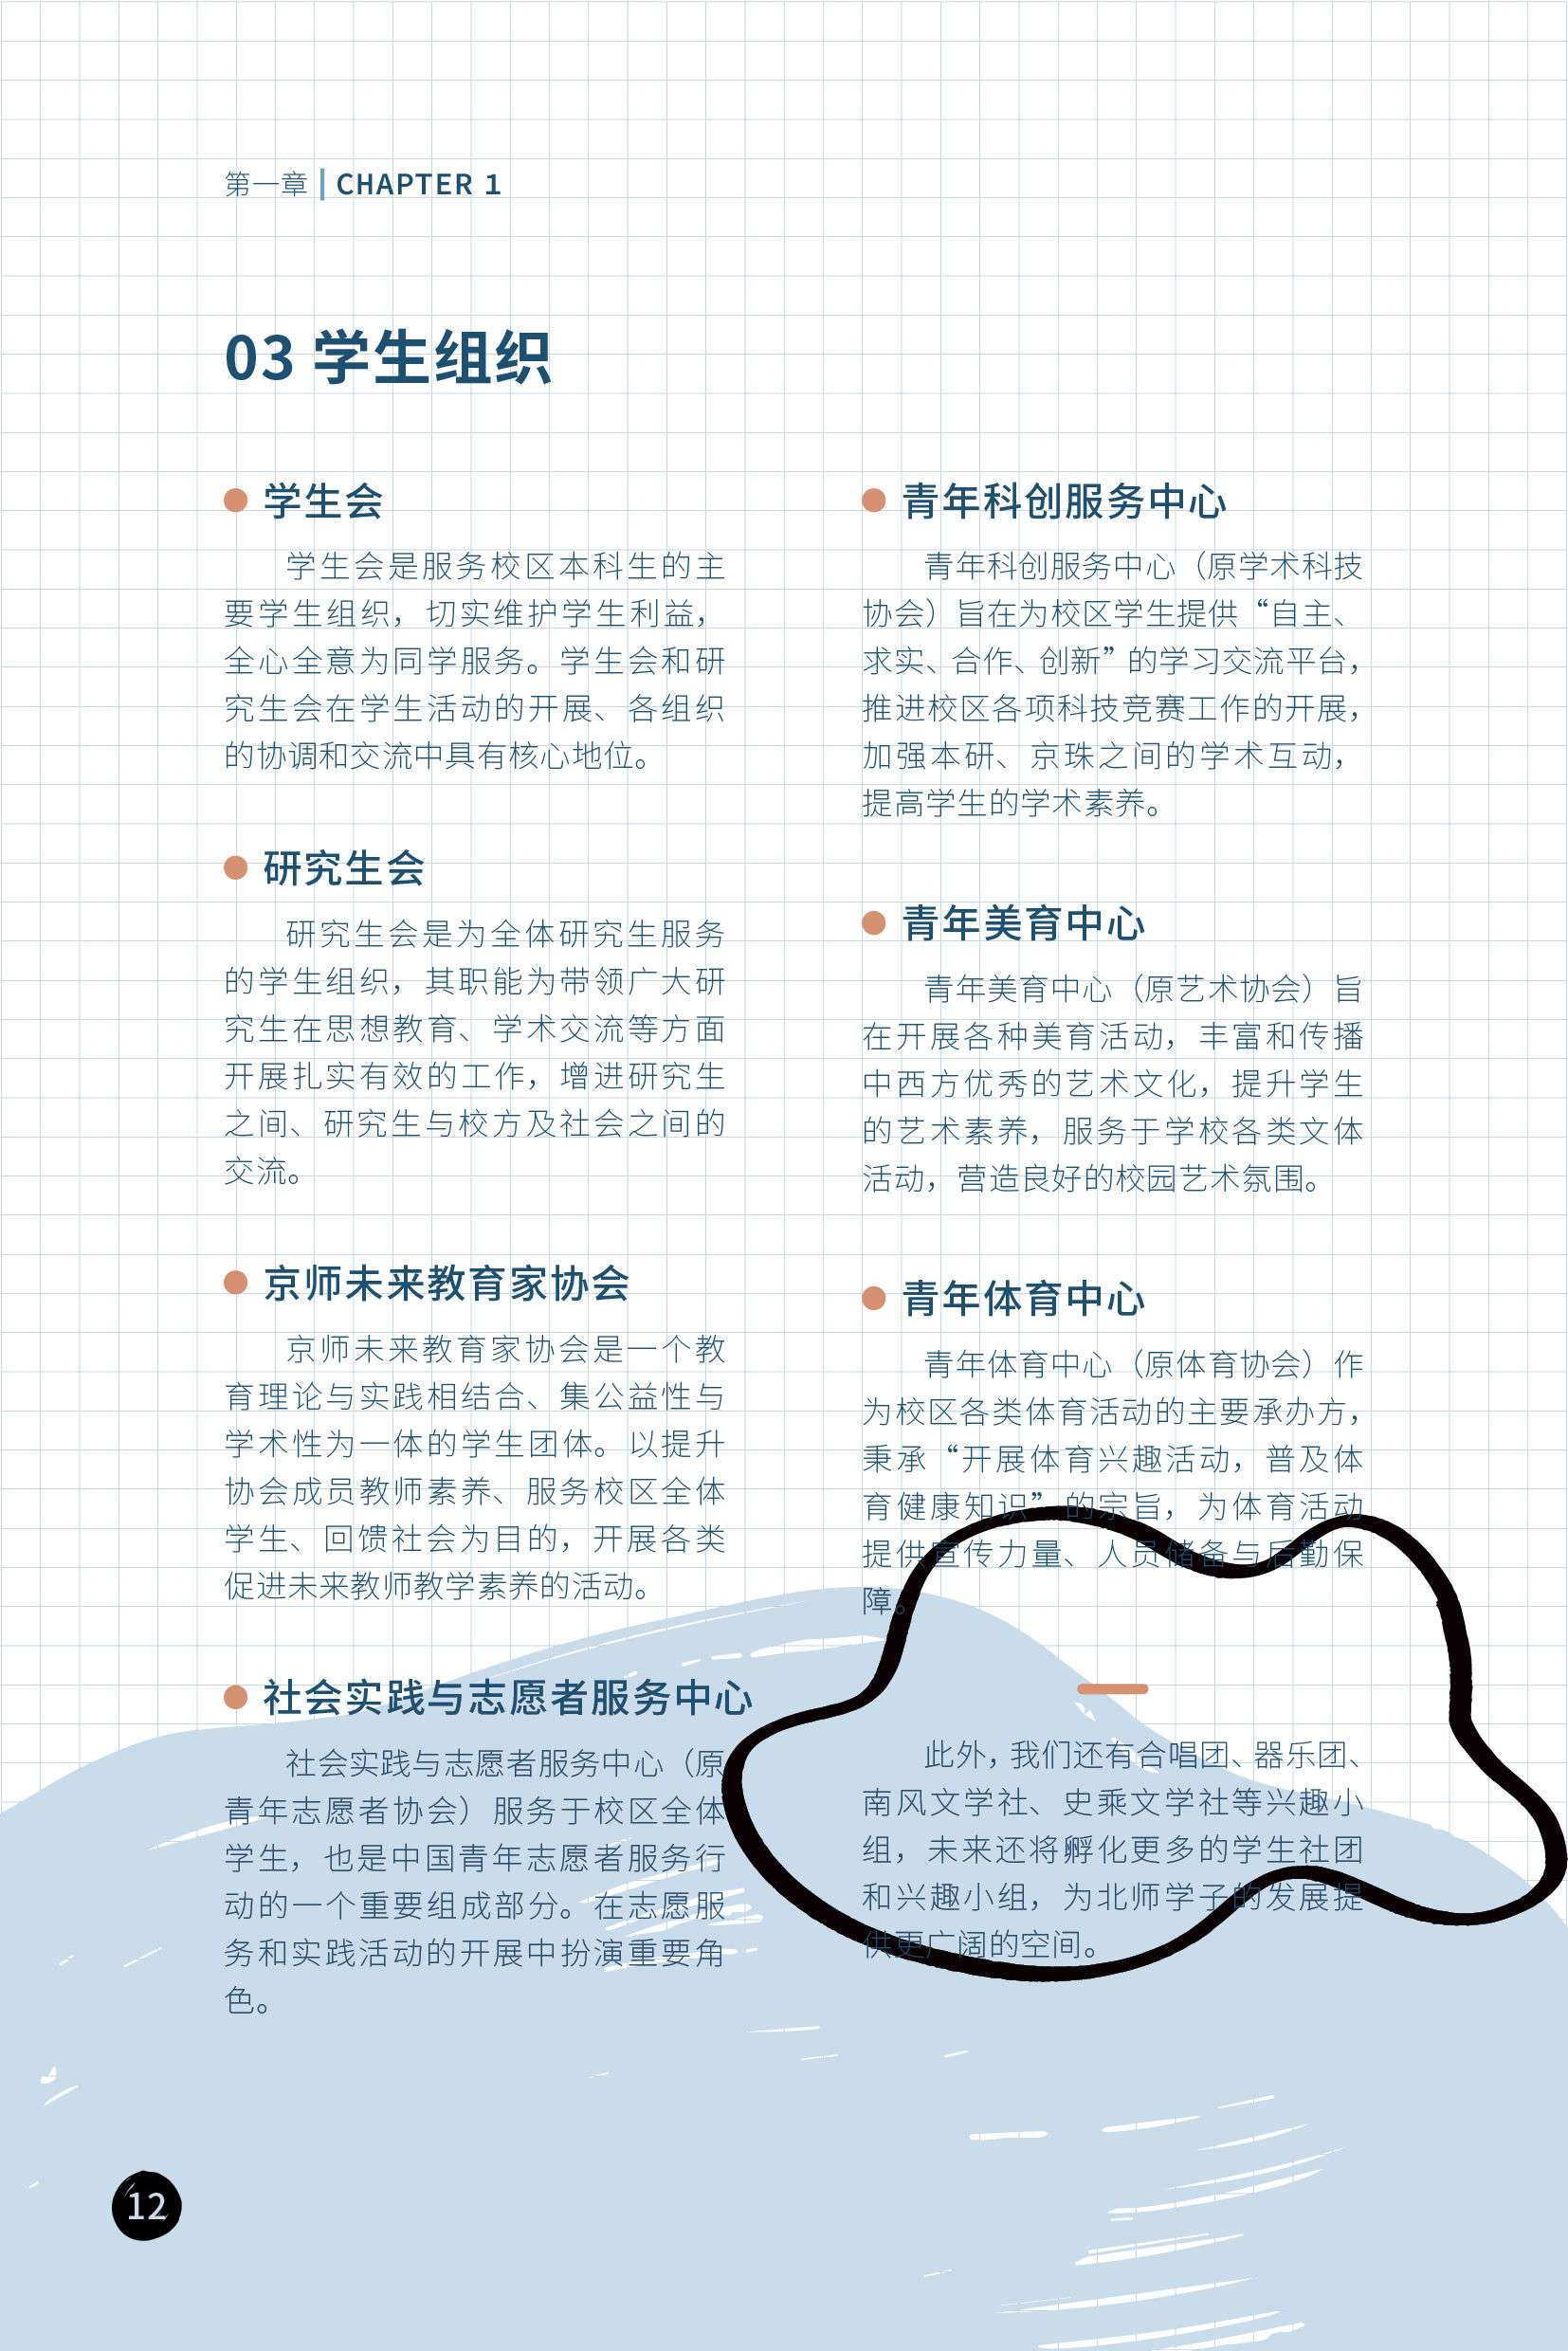 第一章 CHAPTER 1
03 学生组织
学生会
学生会是服务校区本科生的主
要学生组织，切实维护学生利益，
全心全意为同学服务。学生会和研
究生会在学生活动的开展、各组织
的协调和交流中具有核心地位。
研究生会
研究生会是为全体研究生服务
的学生组织，其职能为带领广大研
究生在思想教育、学术交流等方面
开展扎实有效的工作，增进研究生
之间、研究生与校方及社会之间的
交流。
京师未来教育家协会
京师未来教育家协会是一个教
育理论与实践相结合、集公益性与
学术性为一体的学生团体。以提升
协会成员教师素养、服务校区全体
学生、回馈社会为目的，开展各类
促进未来教师教学素养的活动。
社会实践与志愿者服务中心
社会实践与志愿者服务中心（原
青年志愿者协会）服务于校区全体
学生，也是中国青年志愿者服务行
动的一个重要组成部分。在志愿服
务和实践活动的开展中扮演重要角
色。
青年科创服务中心
青年科创服务中心（原学术科技
协会）旨在为校区学生提供“自主、
求实、合作、创新”的学习交流平台，
推进校区各项科技竞赛工作的开展，
加强本研、京珠之间的学术互动，
提高学生的学术素养。
青年美育中心
青年美育中心（原艺术协会）旨
在开展各种美育活动，丰富和传播
中西方优秀的艺术文化，提升学生
的艺术素养，服务于学校各类文体
活动，营造良好的校园艺术氛围。
青年体育中心
青年体育中心（原体育协会）作
为校区各类体育活动的主要承办方，
秉承“开展体育兴趣活动，普及体
育健康知识”的宗旨，为体育活动
提供宣传力量、人员储备与后勤保
障。
此外，我们还有合唱团、器乐团、
南风文学社、史乘文学社等兴趣小
组，未来还将孵化更多的学生社团
和兴趣小组，为北师学子的发展提
供更广阔的空间。
12